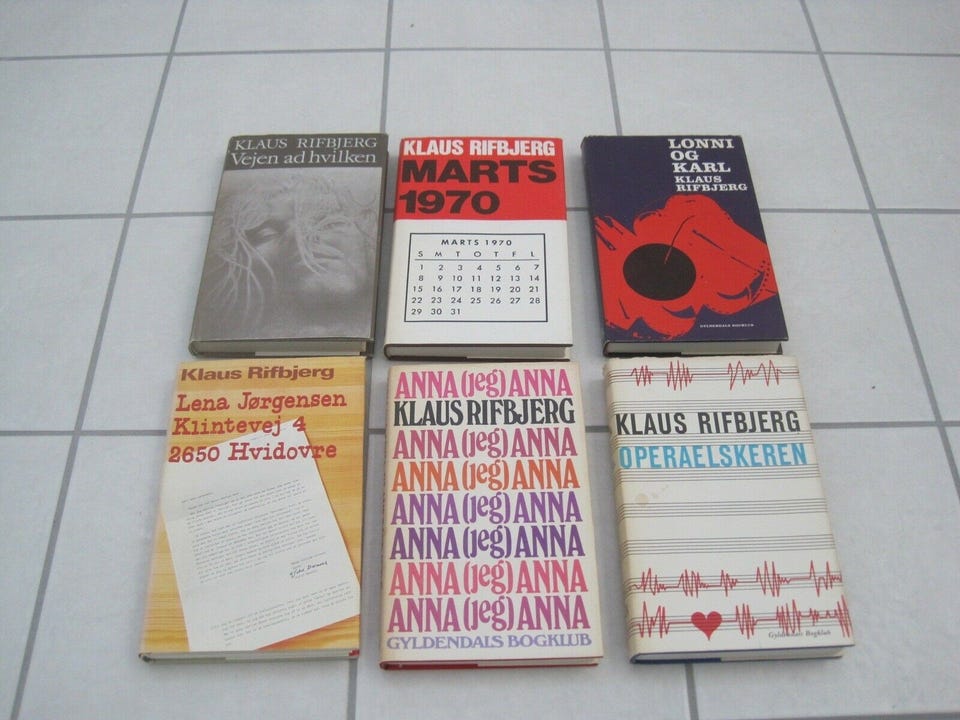 KLAUS RIFBJERG
Vejen ad hvilken
KLAUS RIFBJERG
MARTS
1970
MARTS 1970
S M T O T F L
1 2 3 4 5 6 7
8 9 10 11 12 13 14
15 16 17 18 19 20 21
22 23 24 25 26 27 28
29 30 31
LONNI
OG
KARL
KLAUS
RIFBJERG
GYLDENDALS BOGKLUB
Klaus Rifbjerg
Lena Jørgensen
Klintevej 4
2650 Hvidovre
ANNA (jeg) ANNA
KLAUS RIFBJERG
ANNA (jeg) ANNA
ANNA (jeg) ANNA
ANNA (jeg) ANNA
ANNA (jeg) ANNA
ANNA (jeg) ANNA
ANNA (jeg) ANNA
GYLDENDALS BOGKLUB
KLAUS RIFBJERG
OPERAELSKEREN
Gyldendals Bogklub